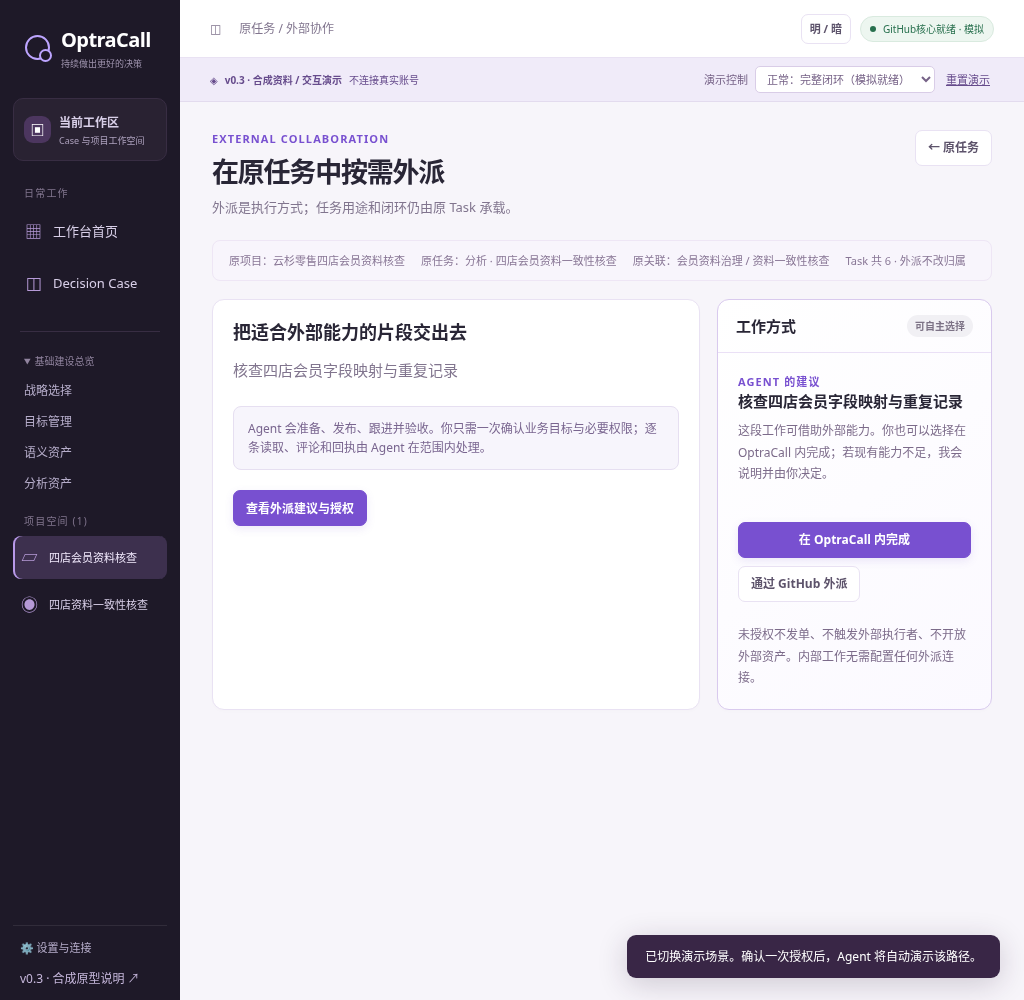 OptraCall
持续做出更好的决策
当前工作区
Case 与项目工作空间
日常工作
工作台首页
Decision Case
▼ 基础建设总览
战略选择
目标管理
语义资产
分析资产
项目空间 (1)
四店会员资料核查
四店资料一致性核查
设置与连接
v0.3 · 合成原型说明 ↗
原任务 / 外部协作
明 / 暗
GitHub核心就绪 · 模拟
v0.3 · 合成资料 / 交互演示 不连接真实账号
演示控制
正常：完整闭环（模拟就绪）
重置演示
EXTERNAL COLLABORATION
在原任务中按需外派
外派是执行方式；任务用途和闭环仍由原 Task 承载。
← 原任务
原项目：云杉零售四店会员资料核查 原任务：分析 · 四店会员资料一致性核查 原关联：会员资料治理 / 资料一致性核查 Task 共 6 · 外派不改归属
把适合外部能力的片段交出去
核查四店会员字段映射与重复记录
Agent 会准备、发布、跟进并验收。你只需一次确认业务目标与必要权限；逐
条读取、评论和回执由 Agent 在范围内处理。
查看外派建议与授权
工作方式
可自主选择
AGENT 的建议
核查四店会员字段映射与重复记录
这段工作可借助外部能力。你也可以选择在
OptraCall 内完成；若现有能力不足，我会
说明并由你决定。
在 OptraCall 内完成
通过 GitHub 外派
未授权不发单、不触发外部执行者、不开放
外部资产。内部工作无需配置任何外派连
接。
已切换演示场景。确认一次授权后，Agent 将自动演示该路径。